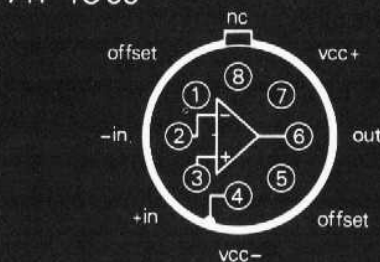 nc
offset vcc+
8
1 7
-in 2 - 6 out
3 + 5
4
+in offset
vcc-